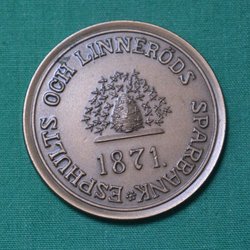 ESPHULTS OCH LINNERÖDS SPARBANK *
1871.